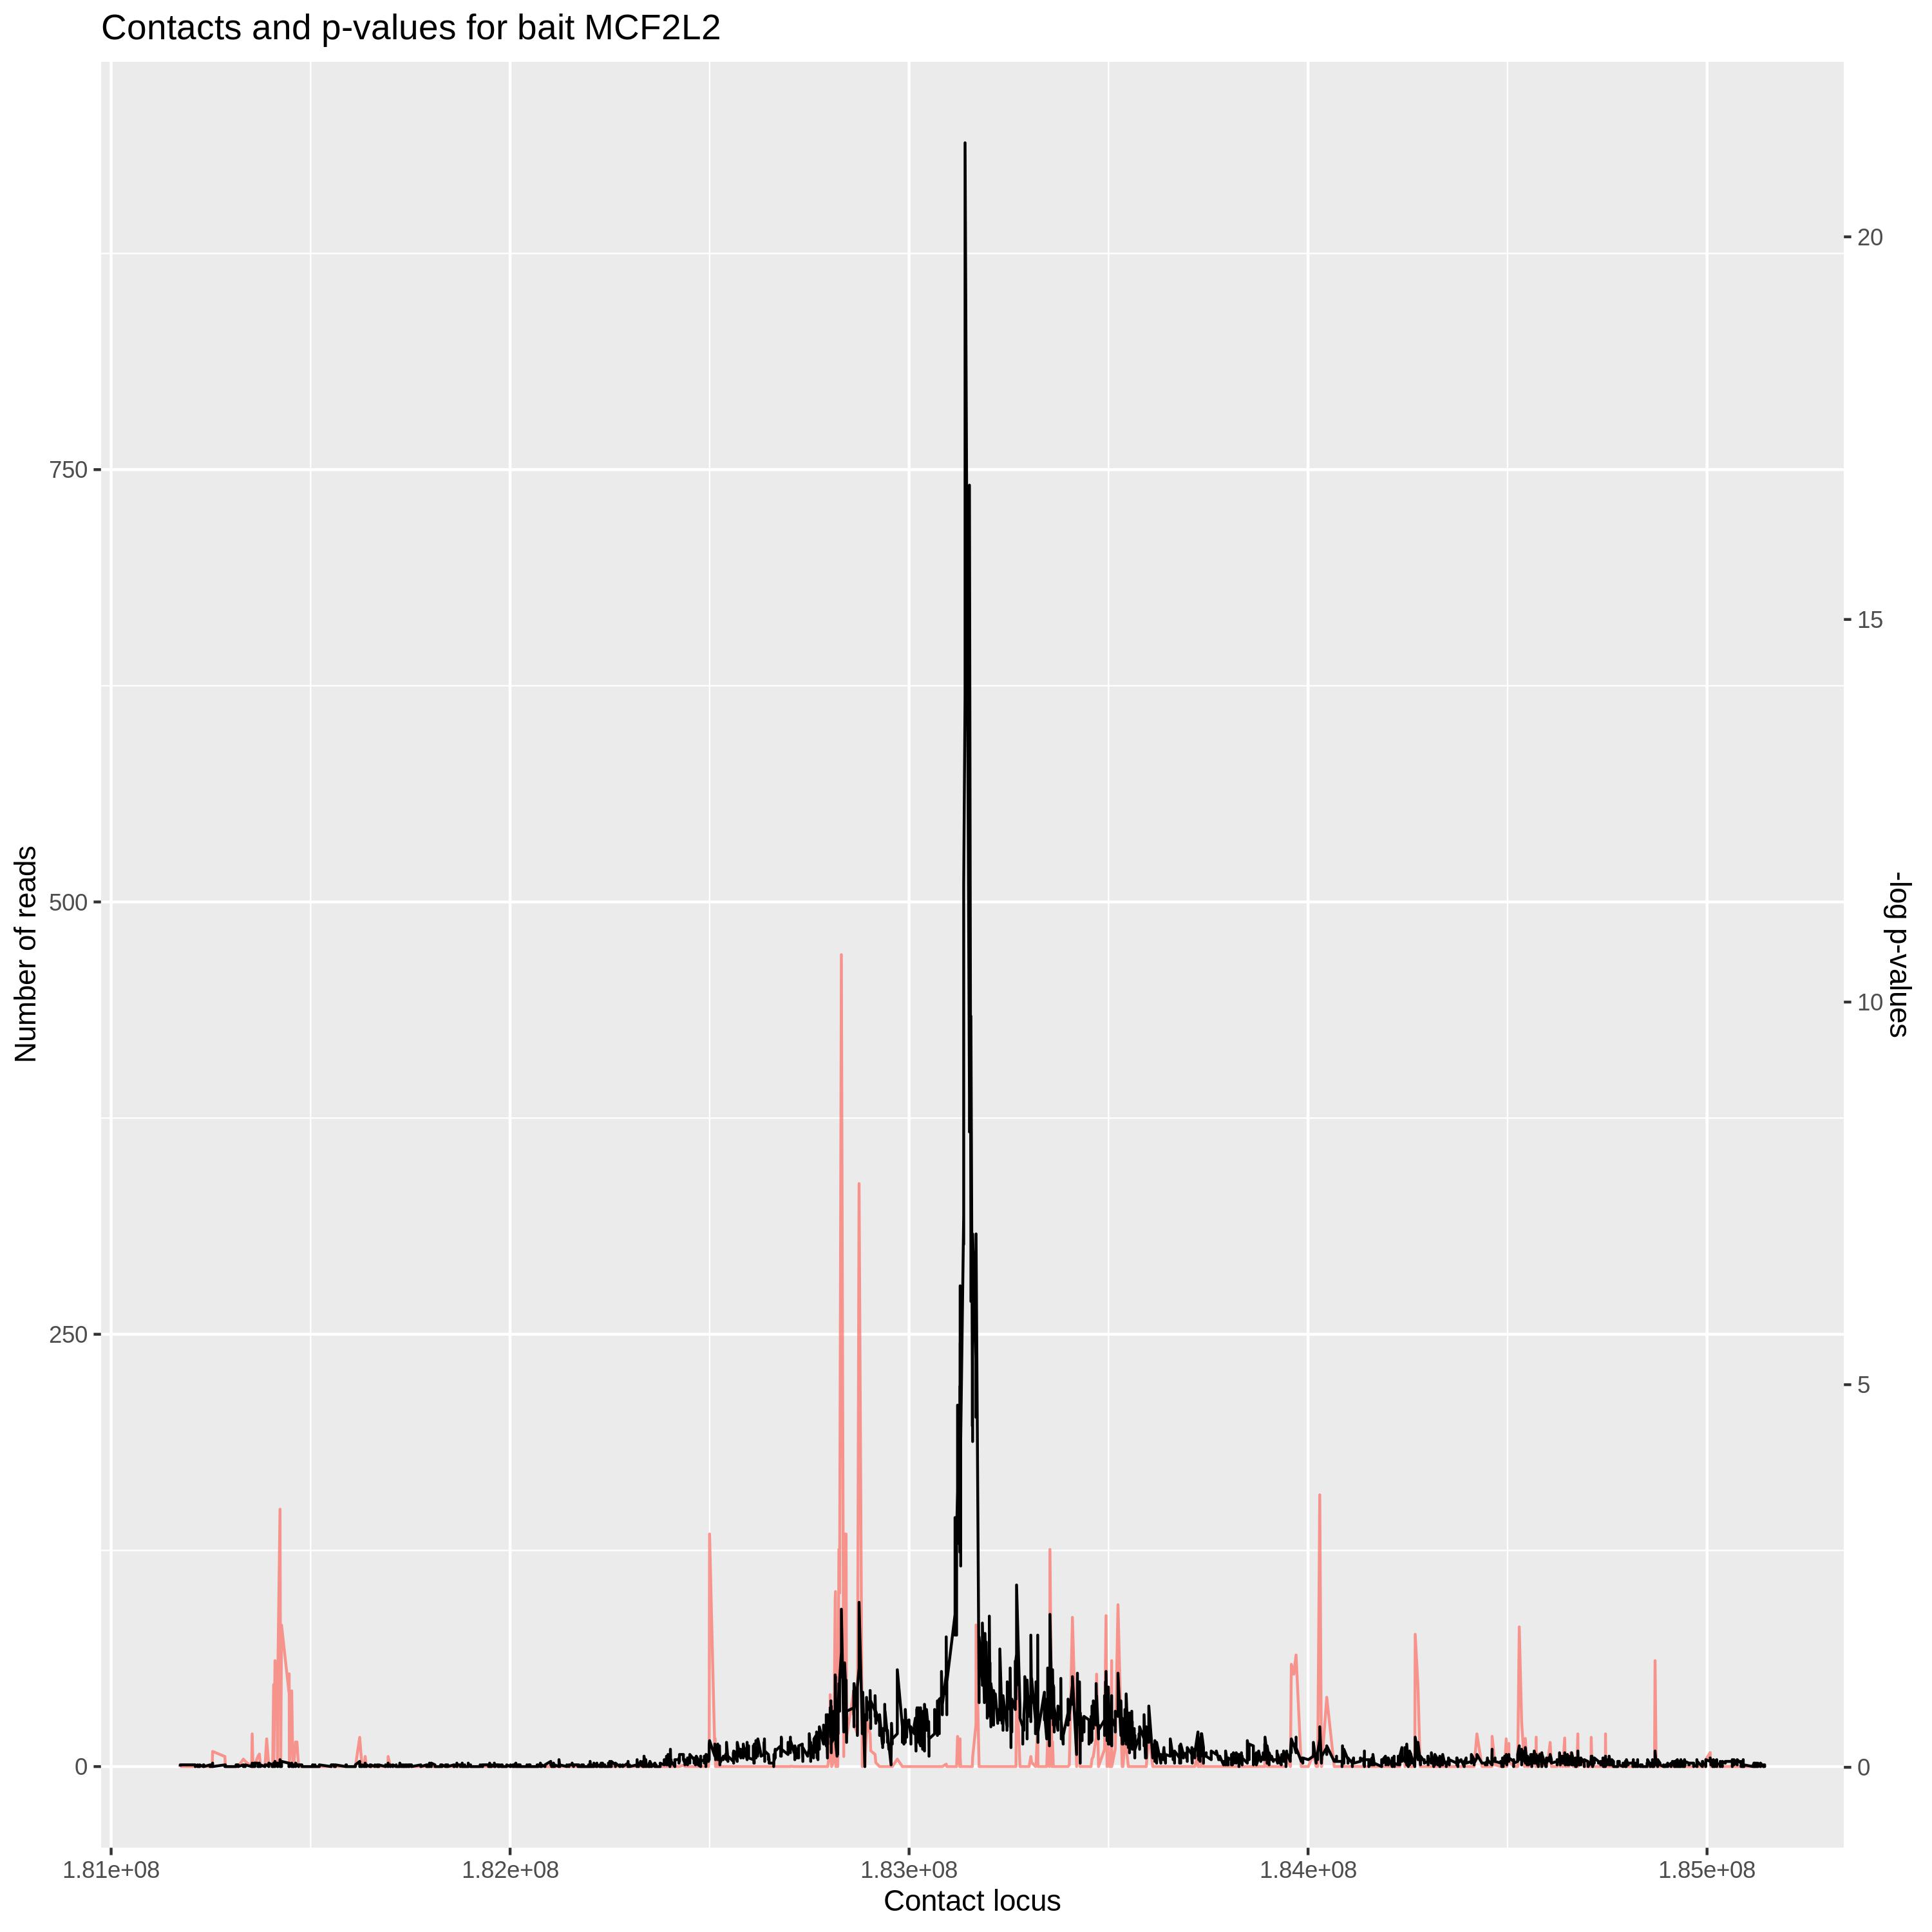 Contacts and p-values for bait MCF2L2
Number of reads
750
500
250
0
20
15
10
5
0
-log p-values
1.81e+08
1.82e+08
1.83e+08
1.84e+08
1.85e+08
Contact locus